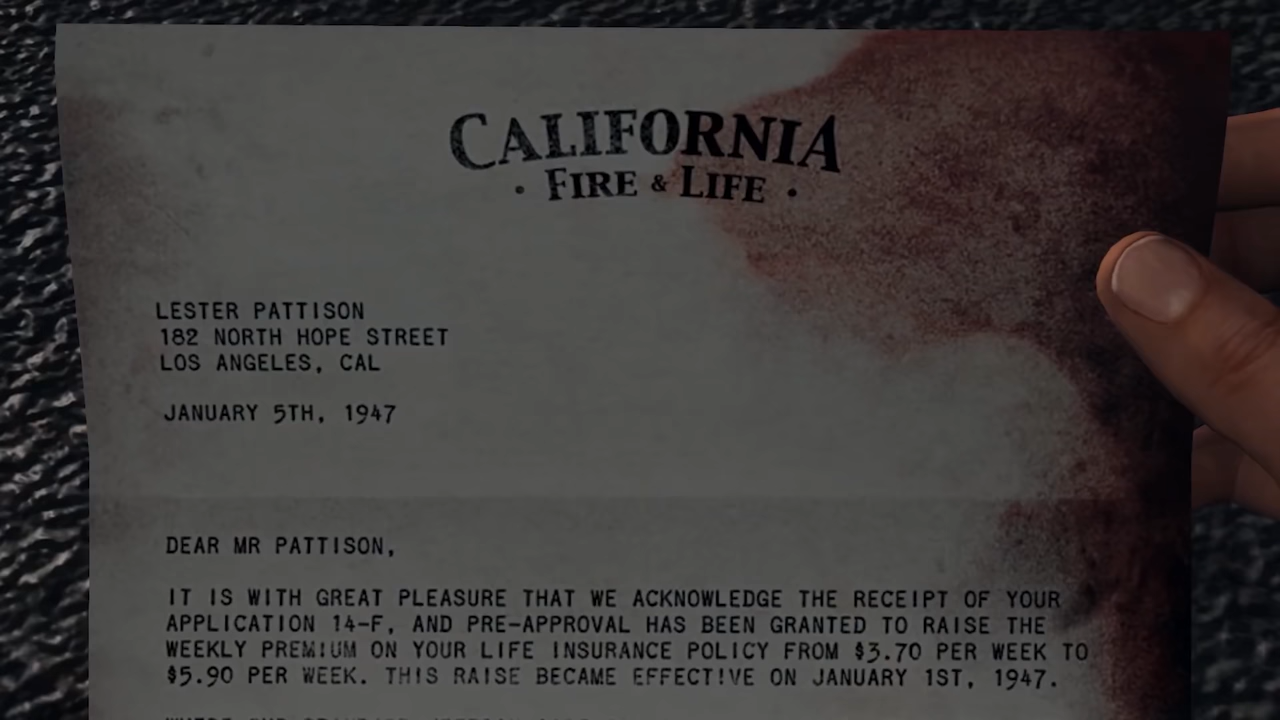 CALIFORNIA
• FIRE & LIFE •
LESTER PATTISON
182 NORTH HOPE STREET
LOS ANGELES, CAL
JANUARY 5TH, 1947
DEAR MR PATTISON,
IT IS WITH GREAT PLEASURE THAT WE ACKNOWLEDGE THE RECEIPT OF YOUR
APPLICATION 14-F, AND PRE-APPROVAL HAS BEEN GRANTED TO RAISE THE
WEEKLY PREMIUM ON YOUR LIFE INSURANCE POLICY FROM $3.70 PER WEEK TO
$5.90 PER WEEK. THIS RAISE BECAME EFFECTIVE ON JANUARY 1ST, 1947.